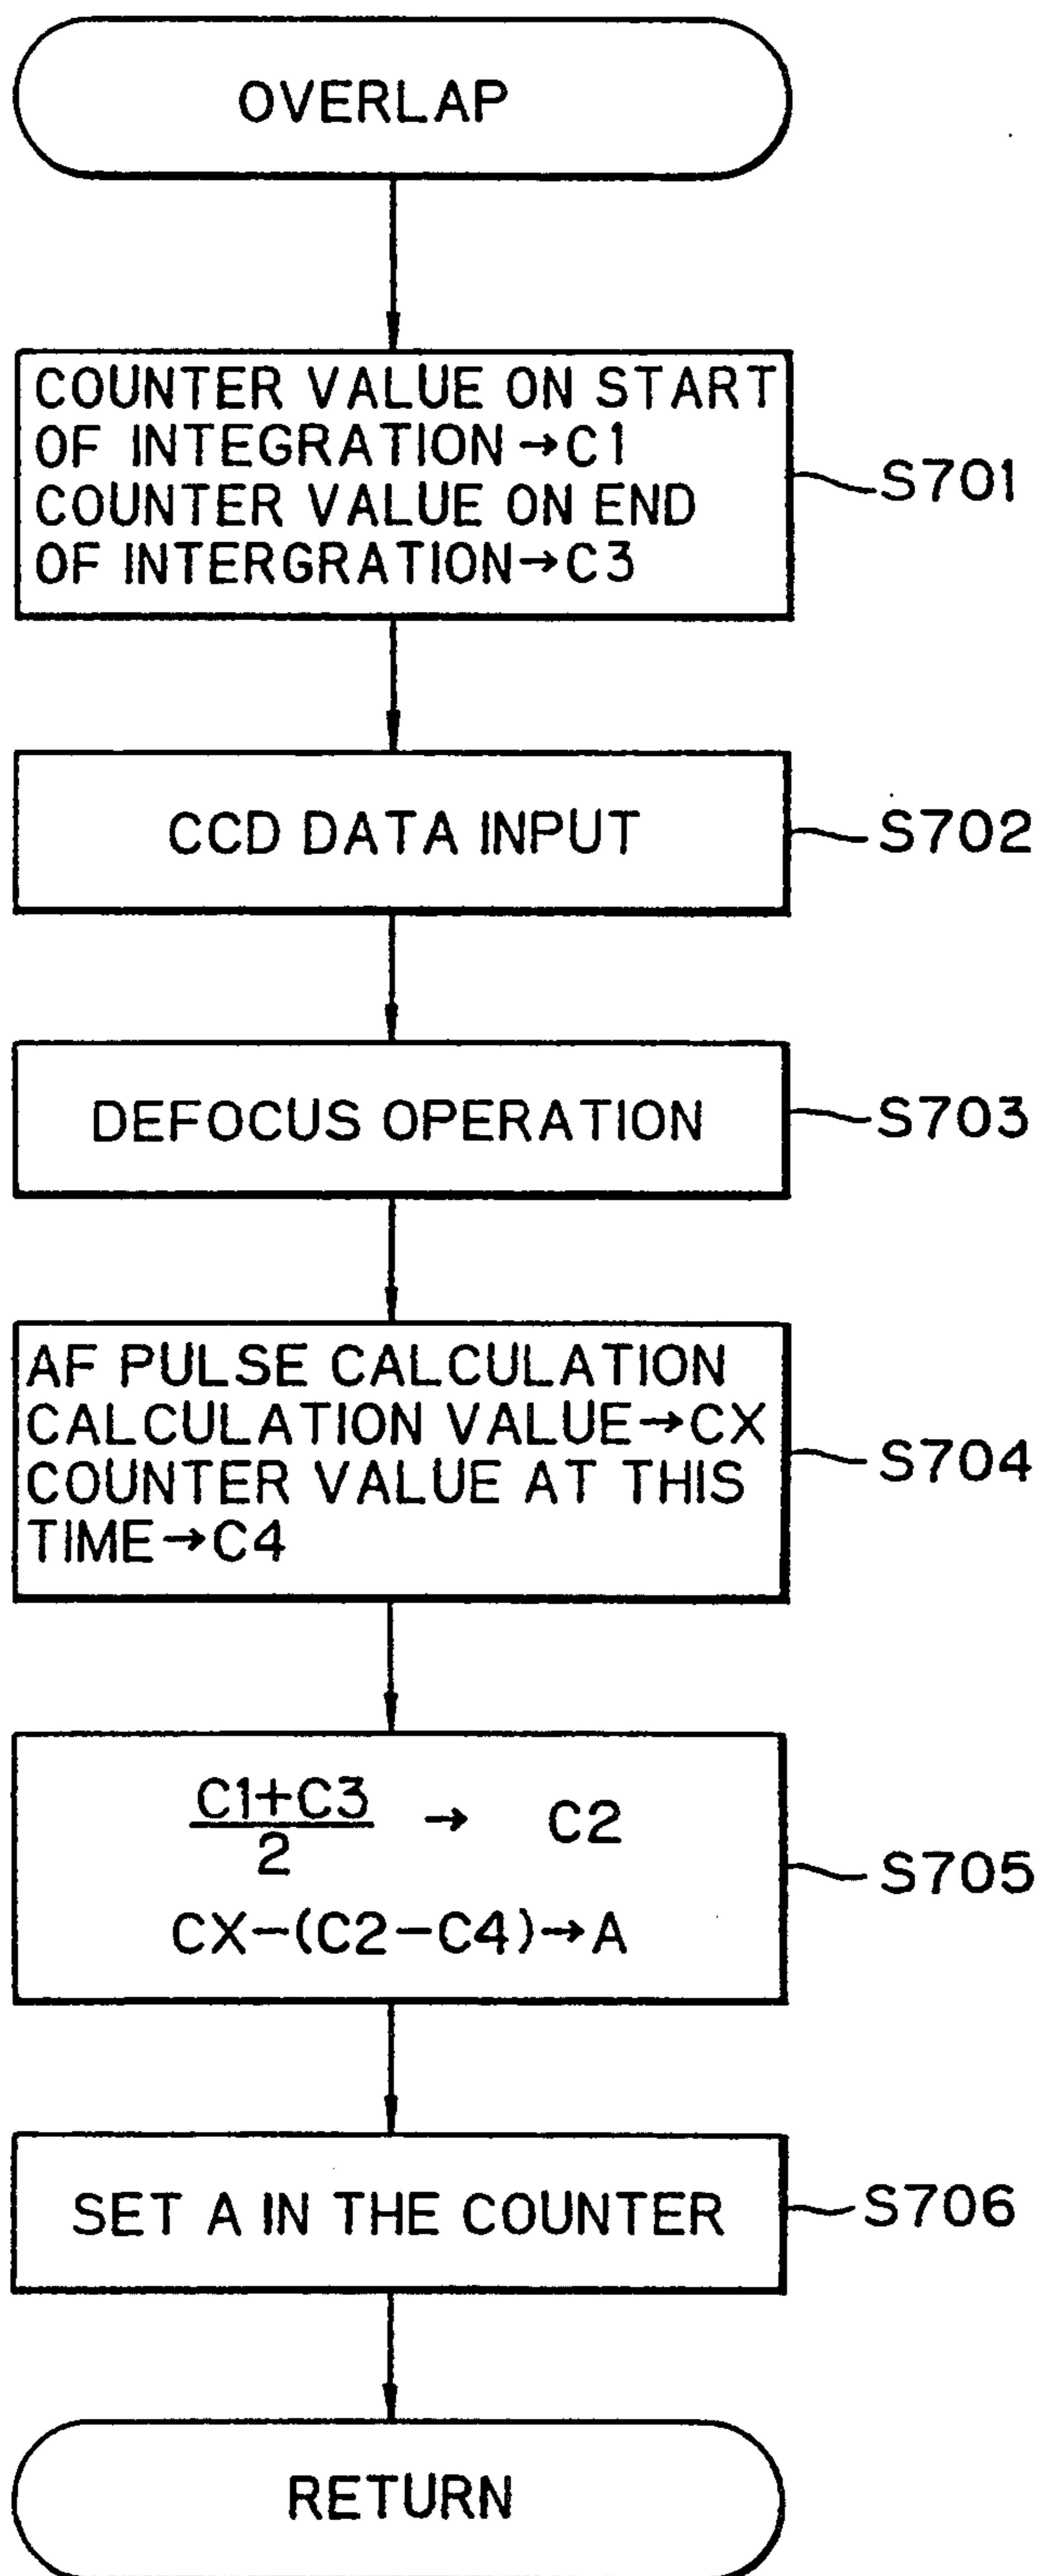 OVERLAP
COUNTER VALUE ON START
OF INTEGRATION→C1
COUNTER VALUE ON END
OF INTERGRATION→C3
S701
CCD DATA INPUT
S702
DEFOCUS OPERATION
S703
AF PULSE CALCULATION
CALCULATION VALUE→CX
COUNTER VALUE AT THIS
TIME→C4
S704
C1+C3
2
→ C2
CX-(C2-C4)→A
S705
SET A IN THE COUNTER
S706
RETURN